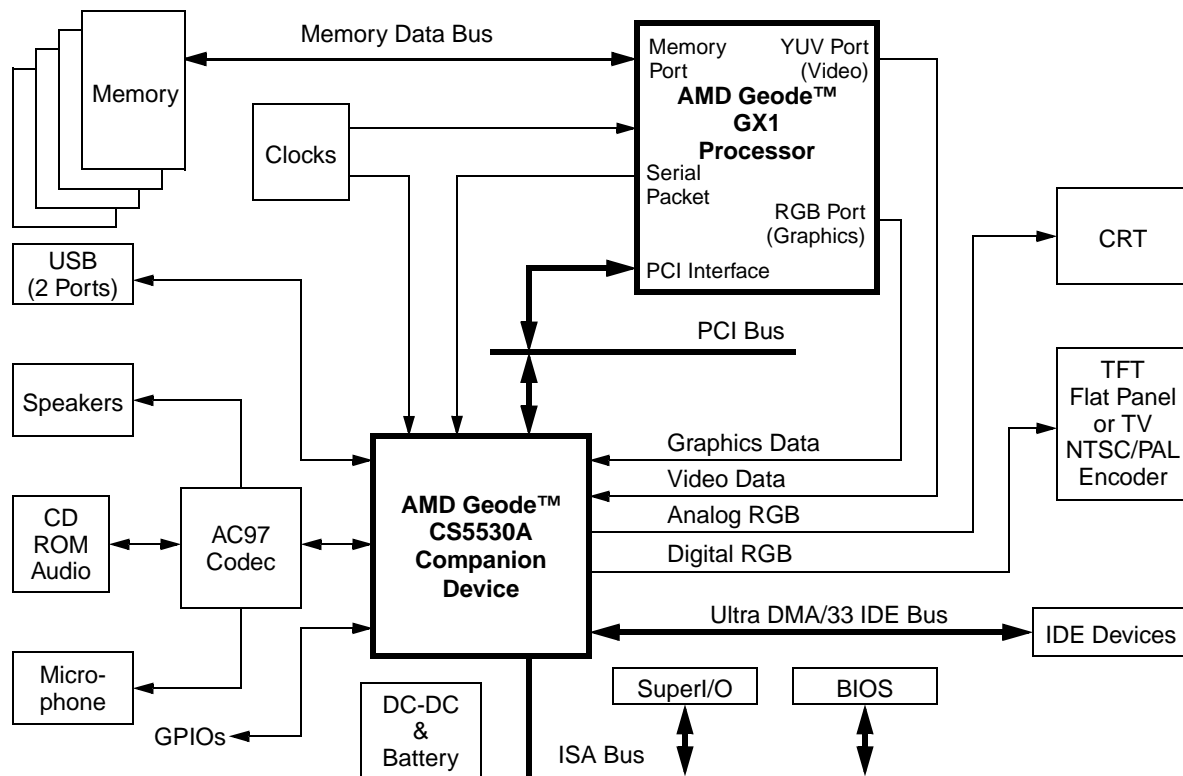 Memory Data Bus
Memory
Clocks
Memory
Port
YUV Port
(Video)
AMD Geode™
GX1
Processor
Serial
Packet
RGB Port
(Graphics)
PCI Interface
CRT
USB
(2 Ports)
PCI Bus
TFT
Flat Panel
or TV
NTSC/PAL
Encoder
Speakers
Graphics Data
Video Data
Analog RGB
Digital RGB
AMD Geode™
CS5530A
Companion
Device
CD
ROM
Audio
AC97
Codec
Ultra DMA/33 IDE Bus
IDE Devices
Micro-
phone
GPIOs
DC-DC
&
Battery
SuperI/O
BIOS
ISA Bus